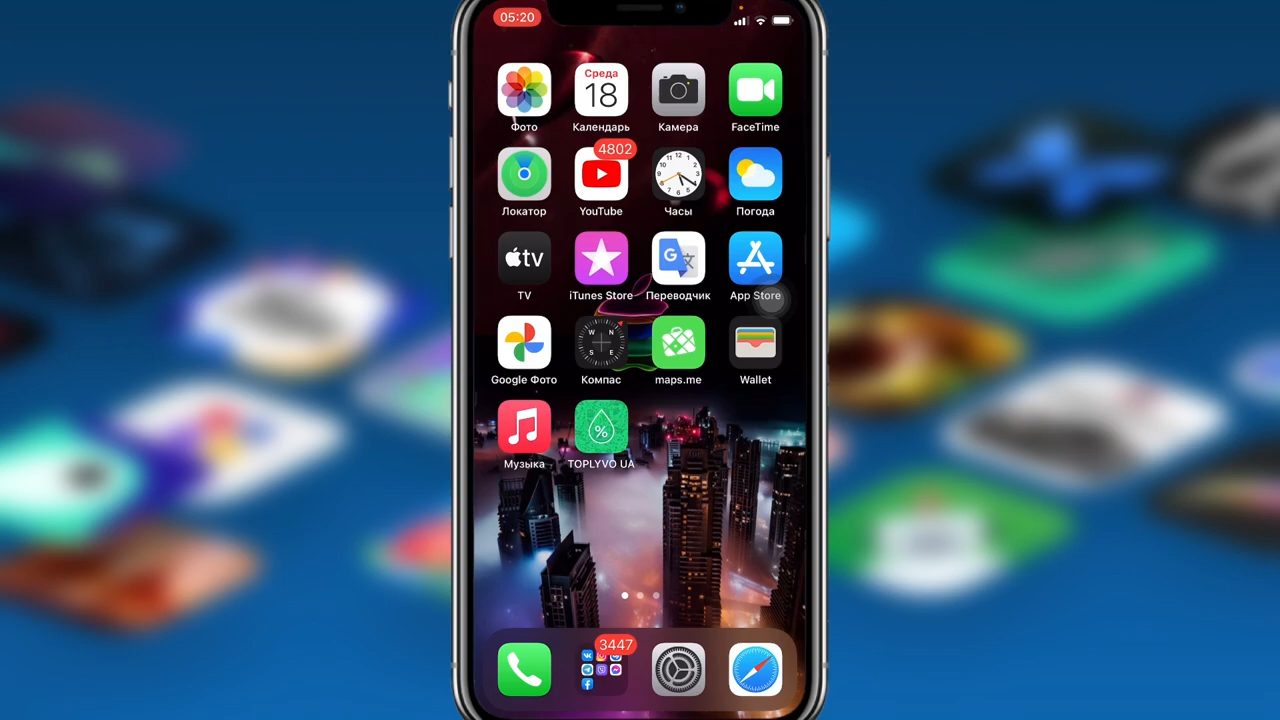 05:20
Среда
18
Фото
Календарь
Камера
FaceTime
4802
Локатор
YouTube
Часы
Погода
tv
TV
iTunes Store
Переводчик
App Store
G
Google Фото
Компас
maps.me
Wallet
W N
S E
%
Музыка
TOPLYVO UA
3447